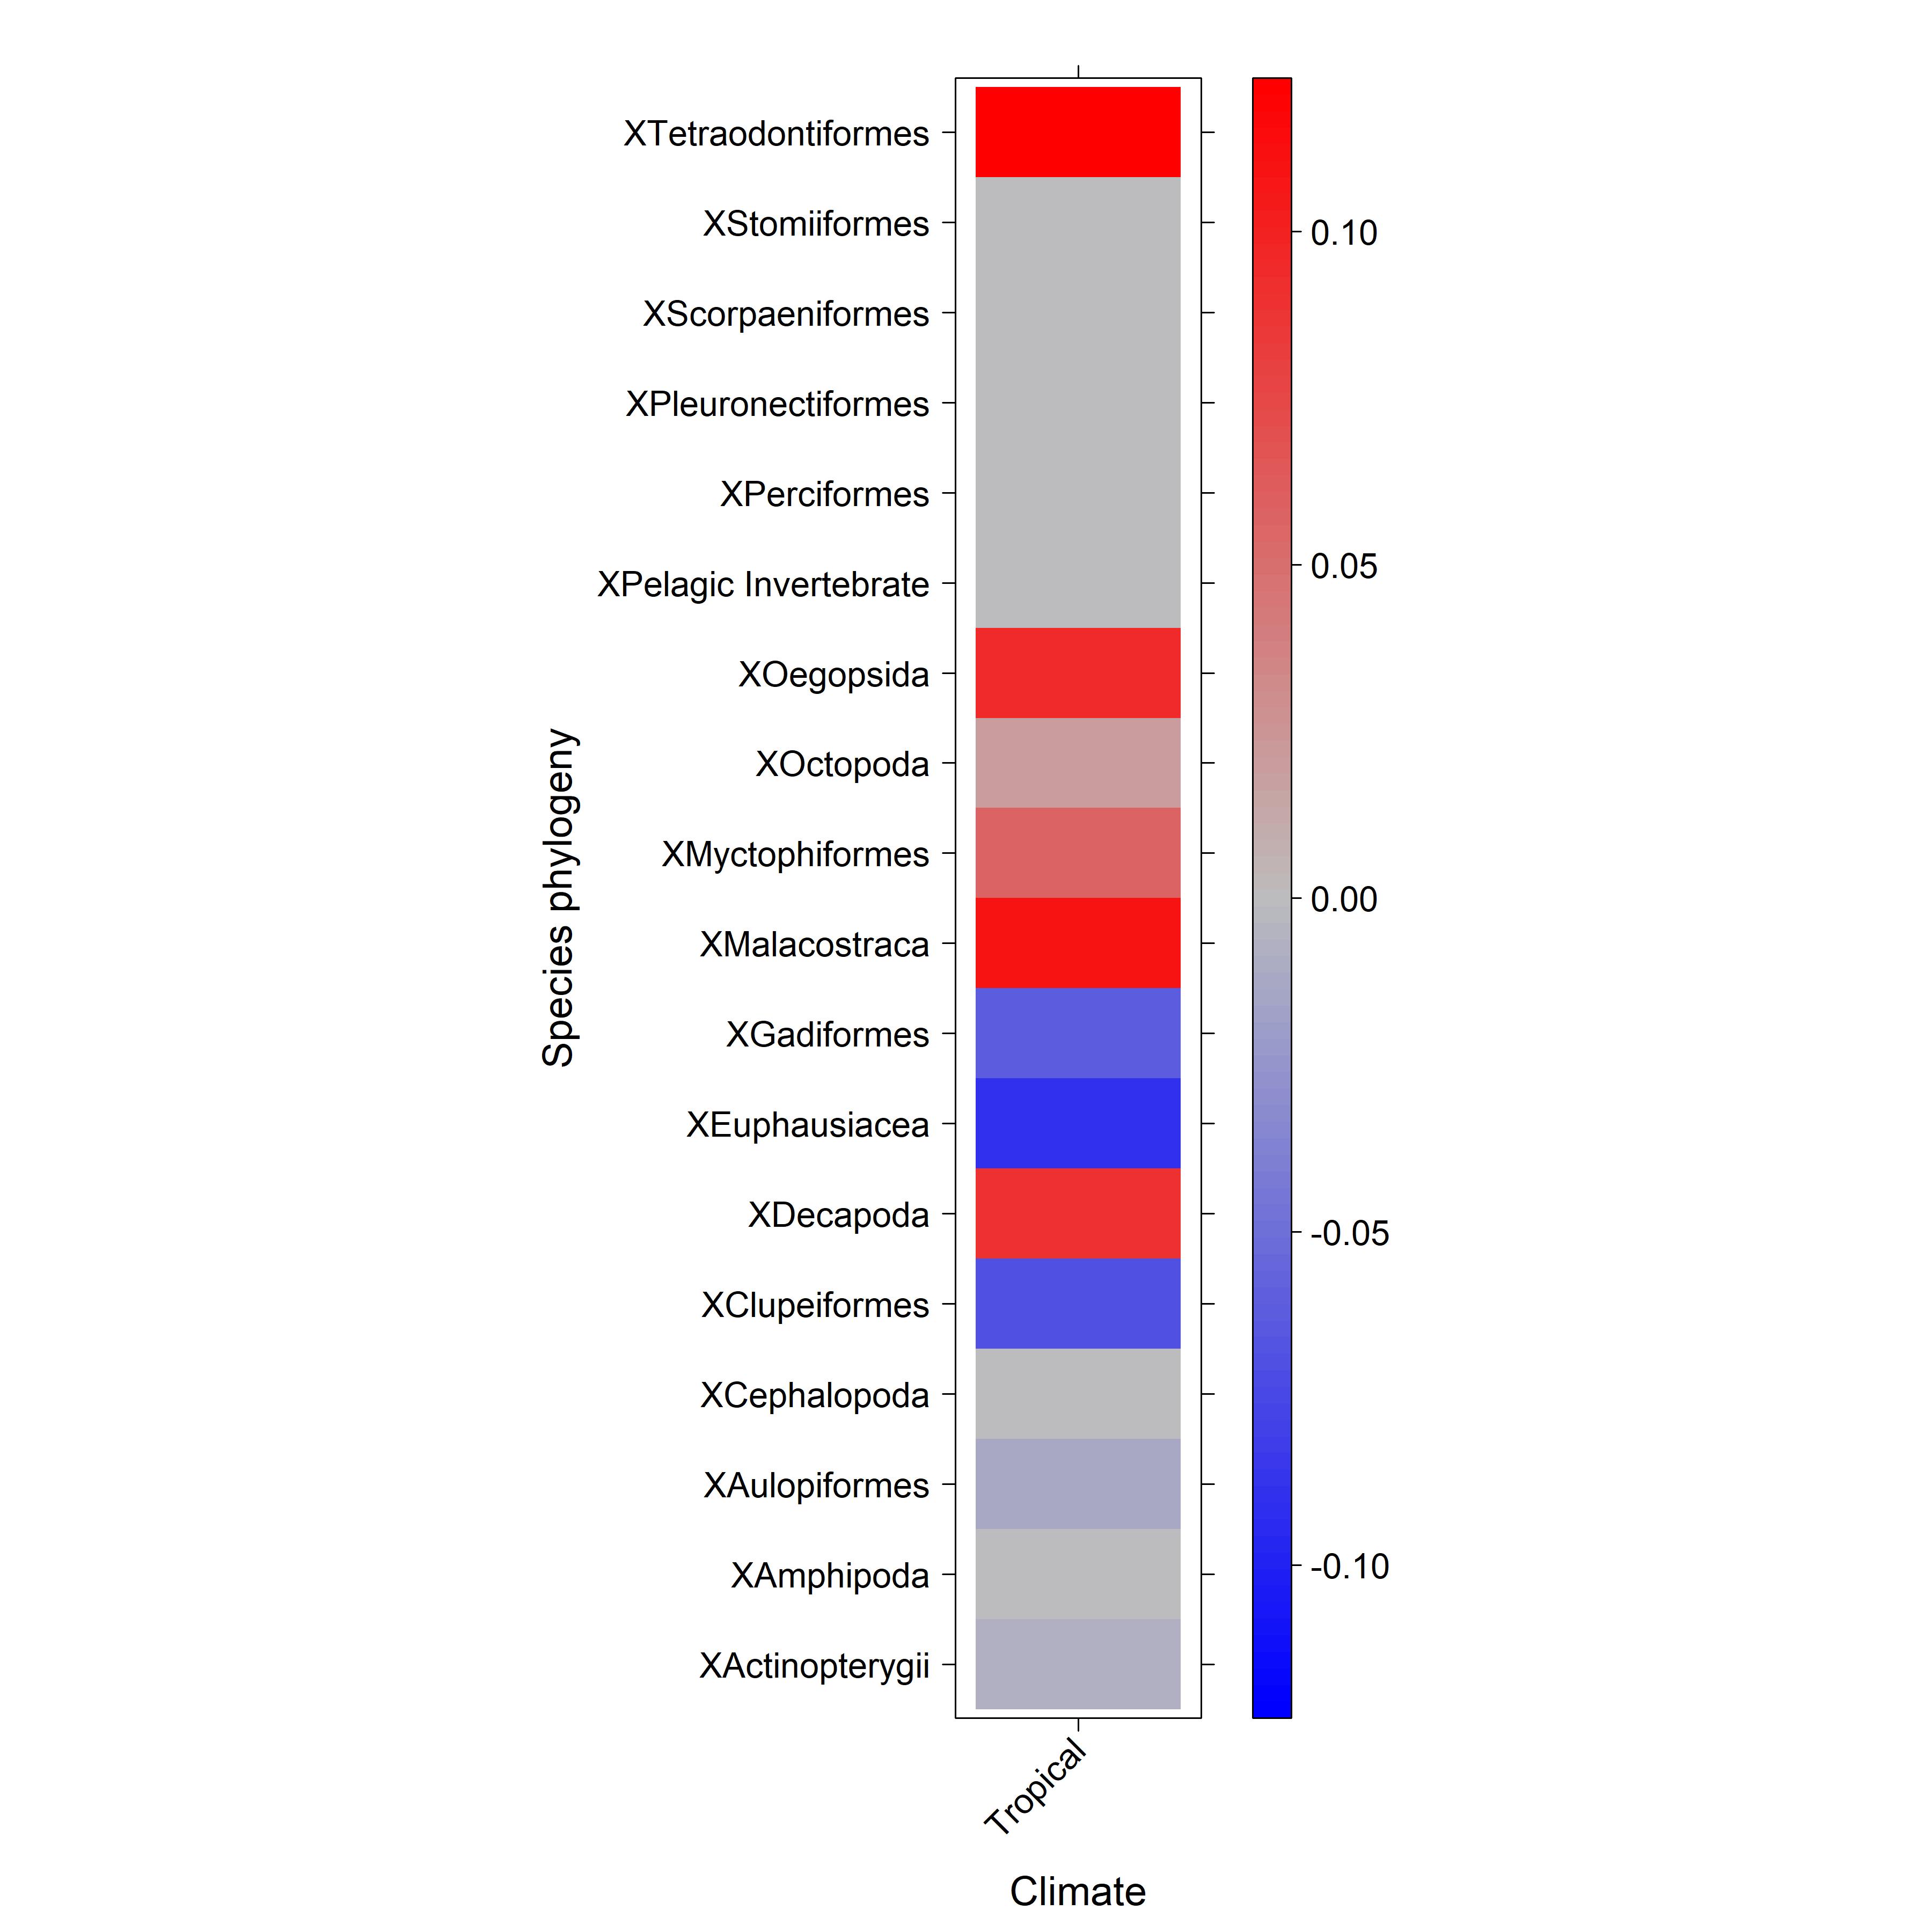 XTetraodontiformes
XStomiiformes
XScorpaeniformes
XPleuronectiformes
XPerciformes
XPelagic Invertebrate
XOegopsida
XOctopoda
XMyctophiformes
XMalacostraca
XGadiformes
XEuphausiacea
XDecapoda
XClupeiformes
XCephalopoda
XAulopiformes
XAmphipoda
XActinopterygii
Species phylogeny
Tropical
Climate
0.10
0.05
0.00
-0.05
-0.10